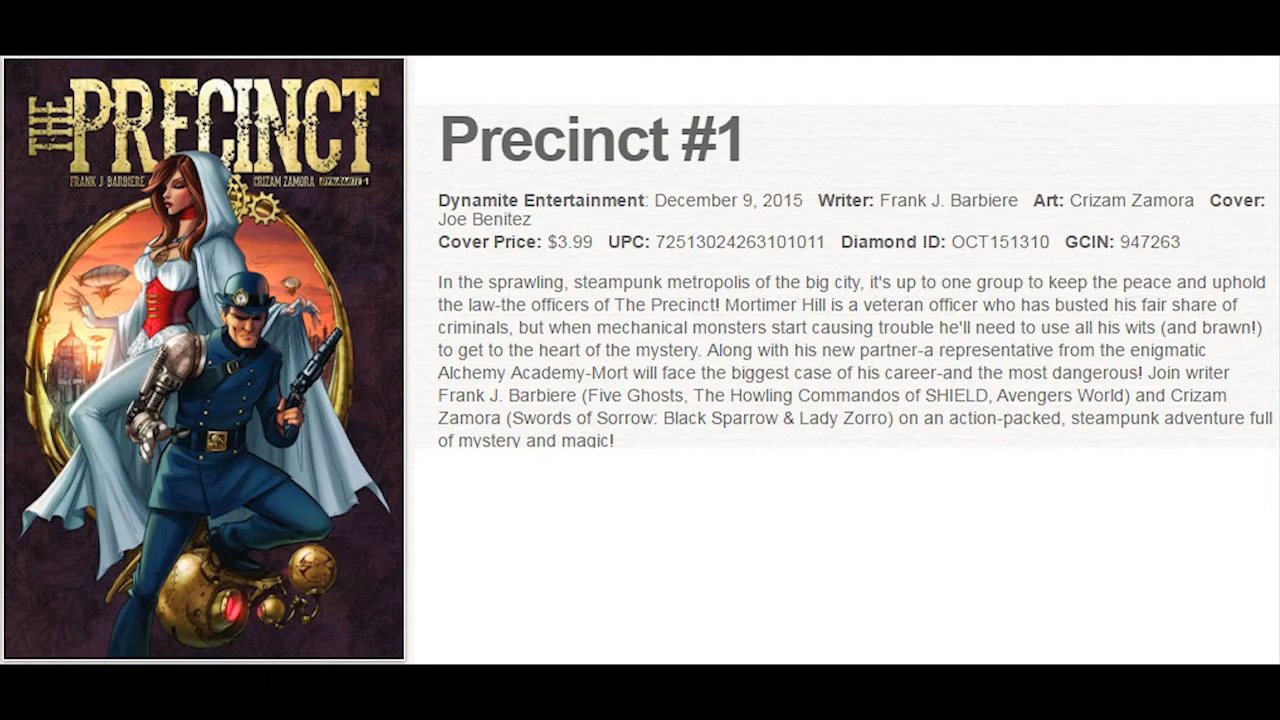 THE PRECINCT
FRANK J. BARBIERE CRIZAM ZAMORA DYNAMITE 1
Precinct #1
Dynamite Entertainment: December 9, 2015 Writer: Frank J. Barbiere Art: Crizam Zamora Cover:
Joe Benitez
Cover Price: $3.99 UPC: 72513024263101011 Diamond ID: OCT151310 GCIN: 947263
In the sprawling, steampunk metropolis of the big city, it's up to one group to keep the peace and uphold
the law-the officers of The Precinct! Mortimer Hill is a veteran officer who has busted his fair share of
criminals, but when mechanical monsters start causing trouble he'll need to use all his wits (and brawn!)
to get to the heart of the mystery. Along with his new partner-a representative from the enigmatic
Alchemy Academy-Mort will face the biggest case of his career-and the most dangerous! Join writer
Frank J. Barbiere (Five Ghosts, The Howling Commandos of SHIELD, Avengers World) and Crizam
Zamora (Swords of Sorrow: Black Sparrow & Lady Zorro) on an action-packed, steampunk adventure full
of mystery and magic!